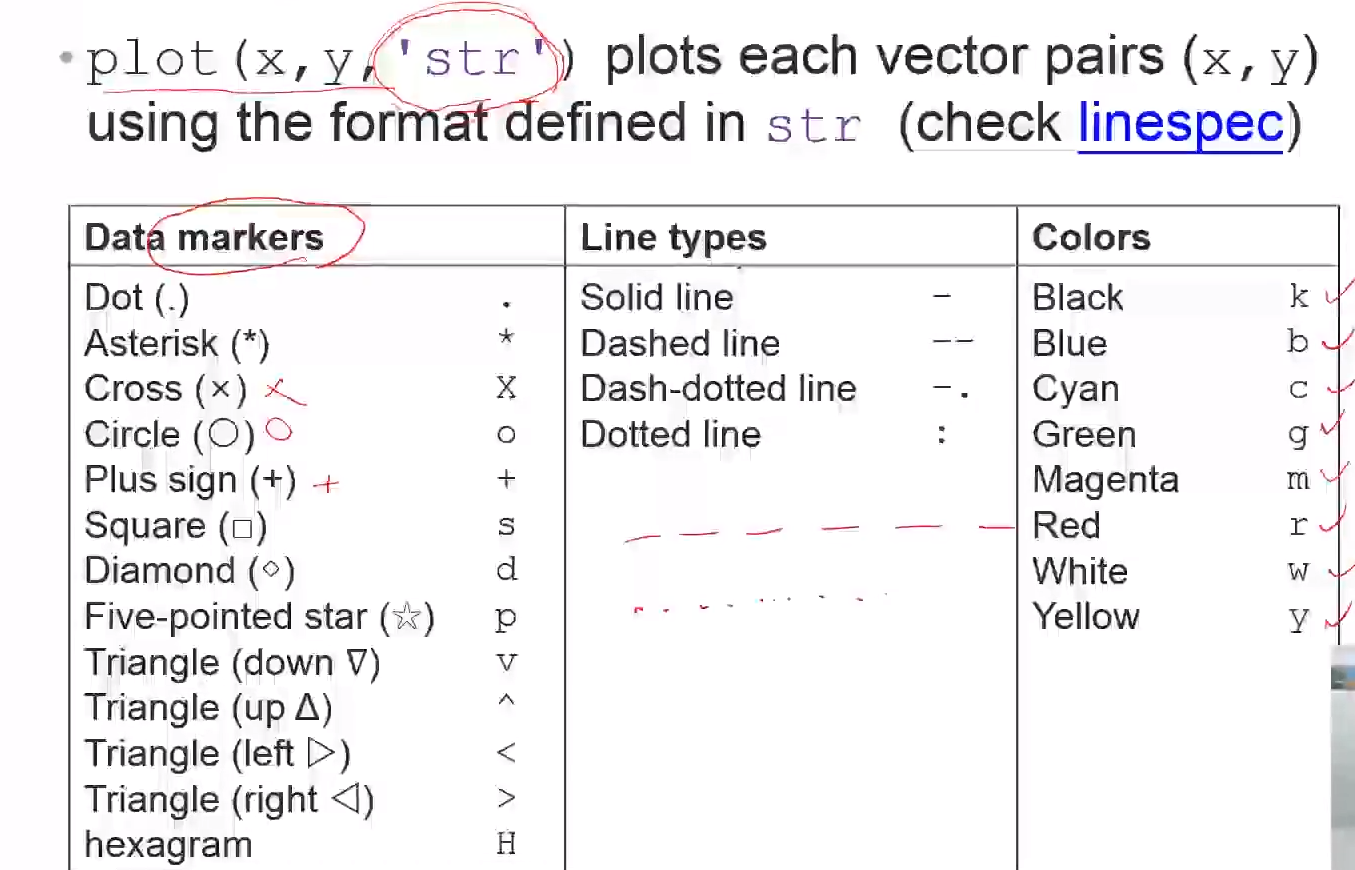 • plot(x,y,'str') plots each vector pairs (x,y)
using the format defined in str (check linespec)
Data markers Line types Colors
Dot (.) . Solid line - Black k
Asterisk (*) * Dashed line -- Blue b
Cross (×) X Dash-dotted line -. Cyan c
Circle (○) o Dotted line : Green g
Plus sign (+) + Magenta m
Square (□) s Red r
Diamond (◇) d White w
Five-pointed star (☆) p Yellow y
Triangle (down ∇) v
Triangle (up Δ) ^
Triangle (left ▷) <
Triangle (right ◁) >
hexagram H